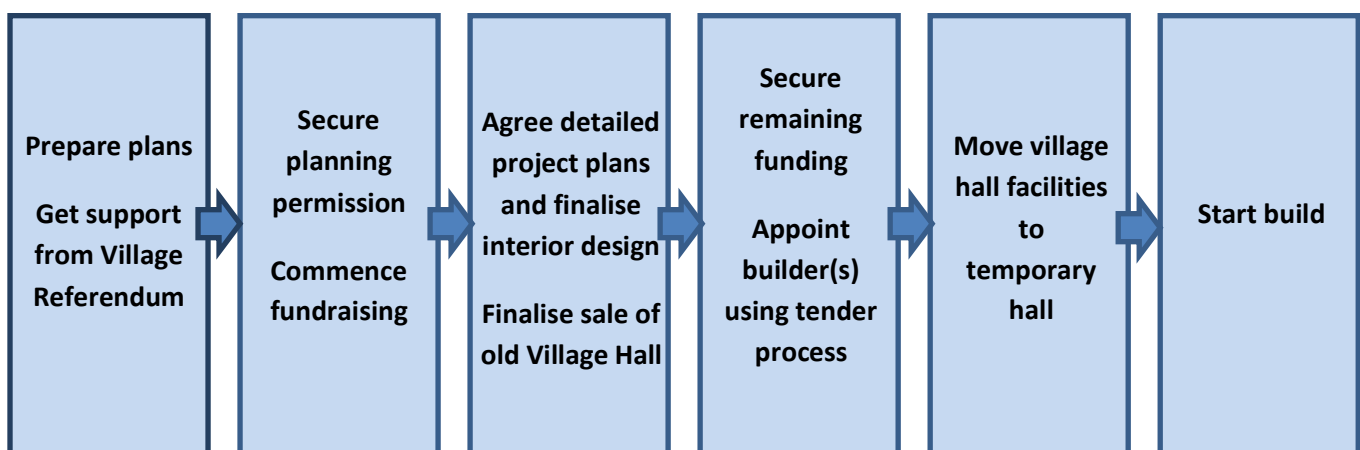 Prepare plans
Get support
from Village
Referendum
Secure
planning
permission
Commence
fundraising
Agree detailed
project plans
and finalise
interior design
Finalise sale of
old Village Hall
Secure
remaining
funding
Appoint
builder(s)
using tender
process
Move village
hall facilities
to
temporary
hall
Start build